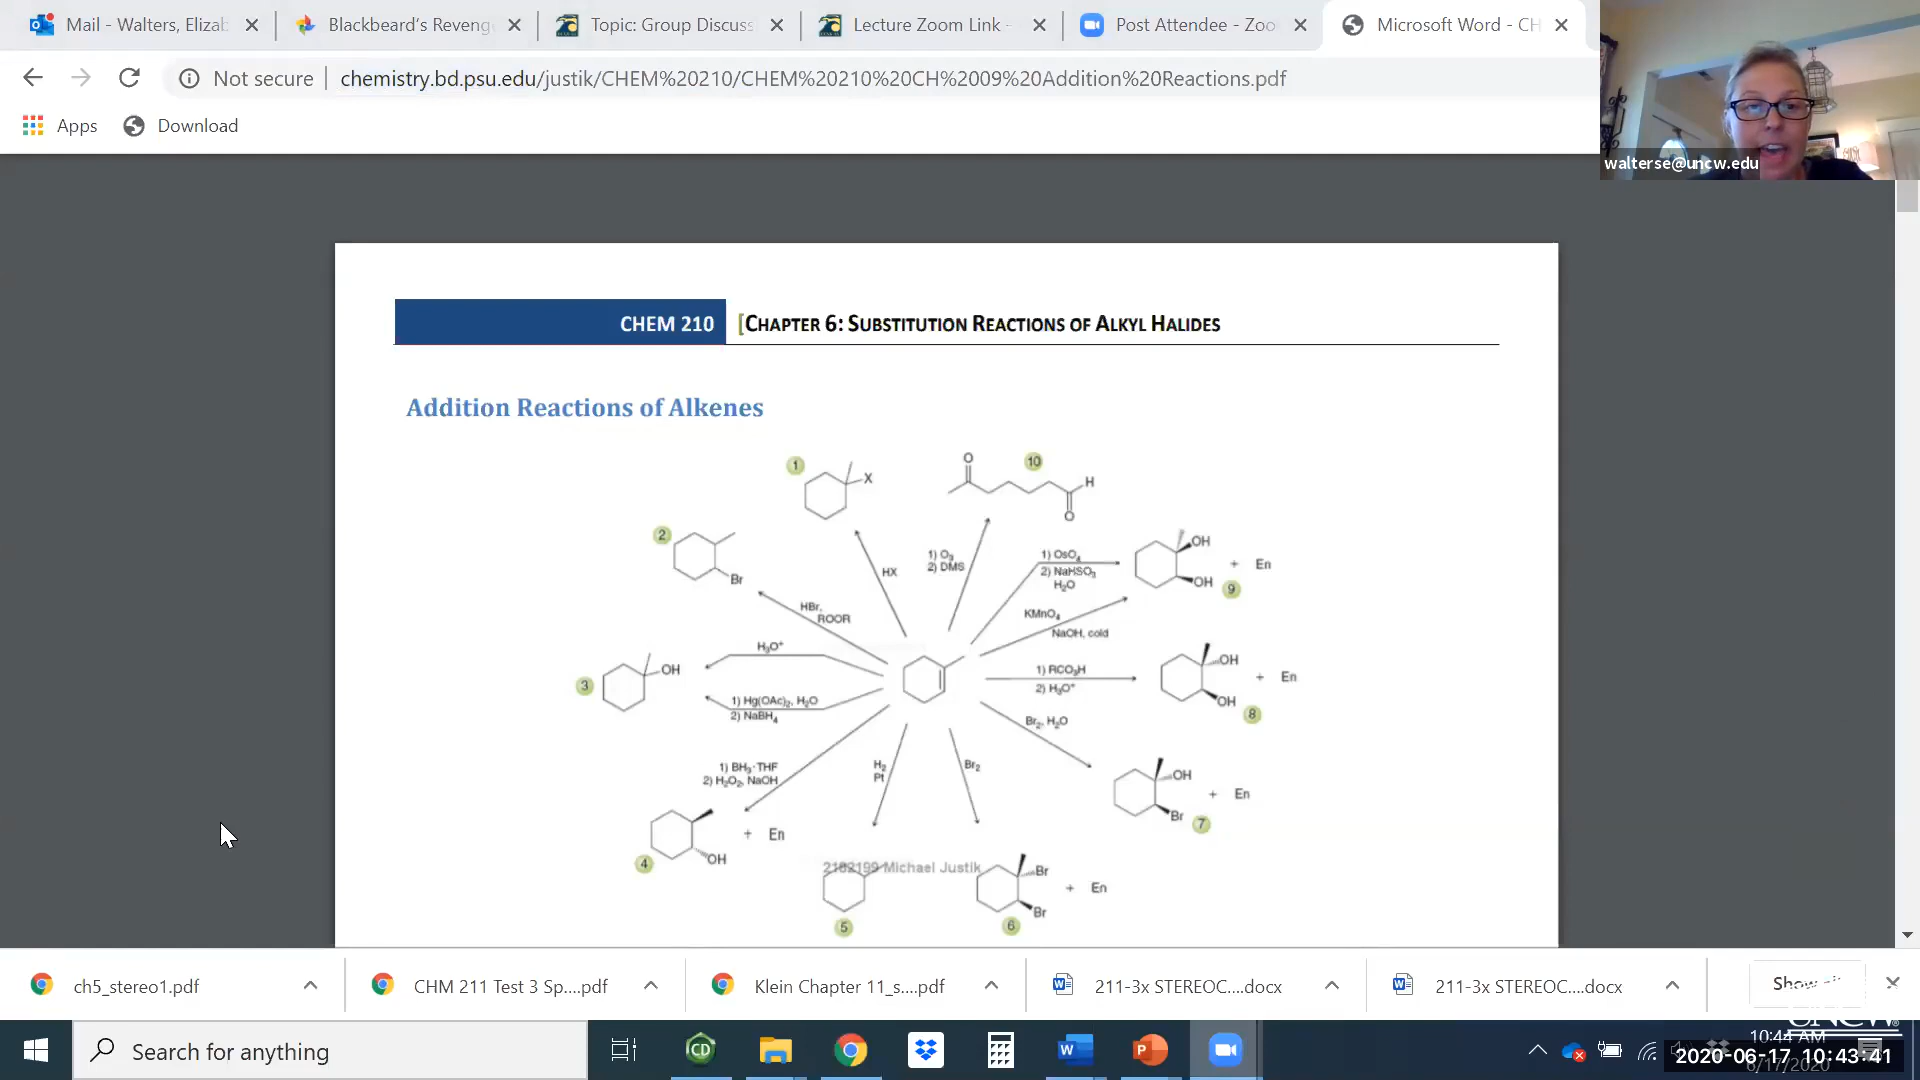 Mail - Walters, Elizab
Blackbeard's Reveng
Topic: Group Discuss
Lecture Zoom Link -
Post Attendee - Zoo
Microsoft Word - CH
Not secure
chemistry.bd.psu.edu/justik/CHEM%20210/CHEM%20210%20CH%2009%20Addition%20Reactions.pdf
Apps
Download
walterse@uncw.edu
CHEM 210
[CHAPTER 6: SUBSTITUTION REACTIONS OF ALKYL HALIDES
Addition Reactions of Alkenes
1
X
O
10
H
O
2
Br
HX
1) O3
2) DMS
1) OsO4
2) NaHSO3
H2O
OH
OH
+ En
9
HBr,
ROOR
KMnO4
NaOH, cold
H3O+
3
OH
1) Hg(OAc)2, H2O
2) NaBH4
1) RCO3H
2) H3O+
OH
OH
+ En
8
Br2, H2O
1) BH3·THF
2) H2O2, NaOH
H2
Pt
Br2
OH
Br
+ En
7
4
OH
+ En
2102199 Michael Justik
5
Br
Br
+ En
6
ch5_stereo1.pdf
CHM 211 Test 3 Sp....pdf
Klein Chapter 11_s....pdf
211-3x STEREOC....docx
211-3x STEREOC....docx
Show all
UNCW
Search for anything
CD
W
P
10:44 AM
6/17/2020
2020-06-17 10:43:41